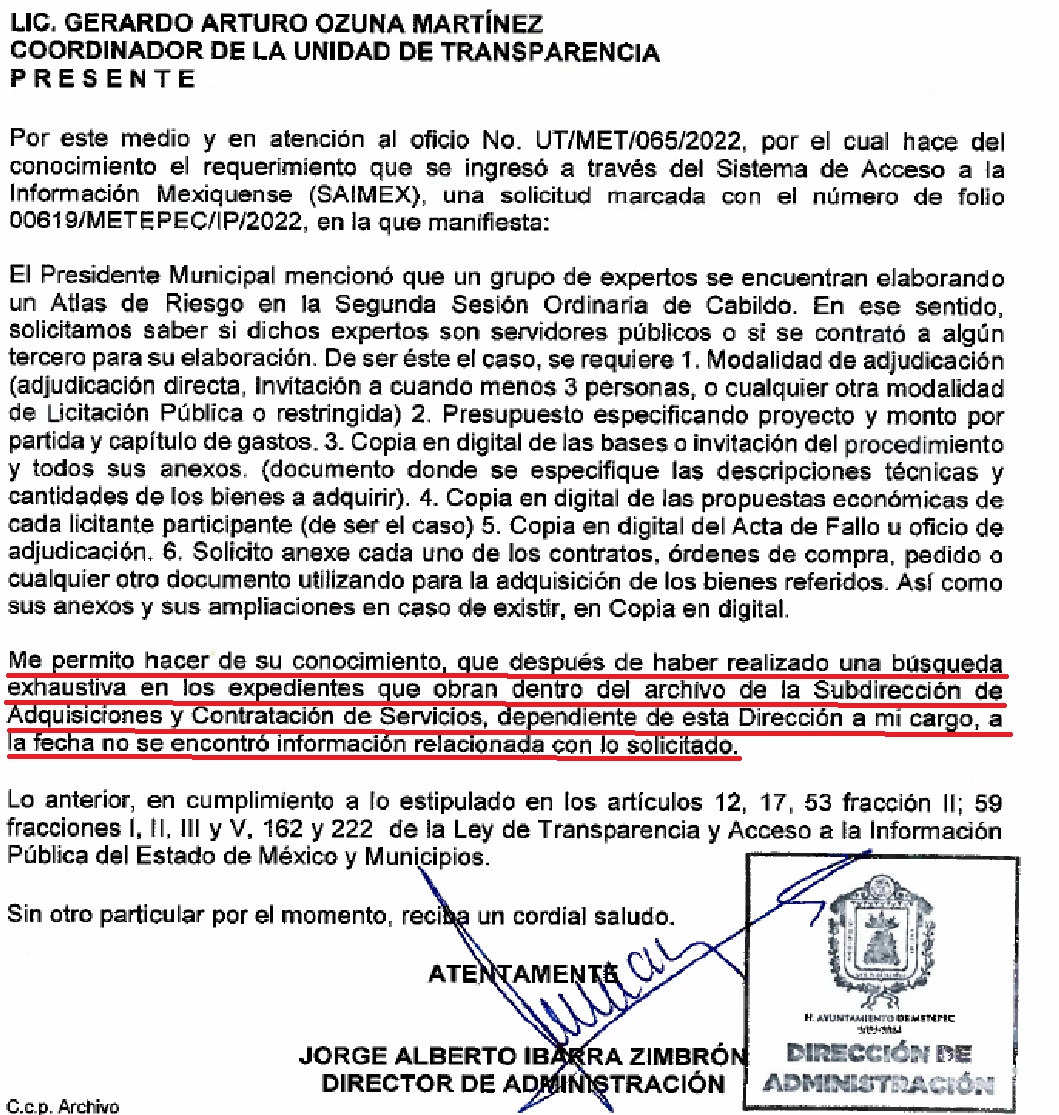 LIC. GERARDO ARTURO OZUNA MARTÍNEZ
COORDINADOR DE LA UNIDAD DE TRANSPARENCIA
P R E S E N T E
Por este medio y en atención al oficio No. UT/MET/065/2022, por el cual hace del
conocimiento el requerimiento que se ingresó a través del Sistema de Acceso a la
Información Mexiquense (SAIMEX), una solicitud marcada con el número de folio
00619/METEPEC/IP/2022, en la que manifiesta:
El Presidente Municipal mencionó que un grupo de expertos se encuentran elaborando
un Atlas de Riesgo en la Segunda Sesión Ordinaria de Cabildo. En ese sentido,
solicitamos saber si dichos expertos son servidores públicos o si se contrató a algún
tercero para su elaboración. De ser éste el caso, se requiere 1. Modalidad de adjudicación
(adjudicación directa, Invitación a cuando menos 3 personas, o cualquier otra modalidad
de Licitación Pública o restringida) 2. Presupuesto especificando proyecto y monto por
partida y capítulo de gastos. 3. Copia en digital de las bases o invitación del procedimiento
y todos sus anexos. (documento donde se especifique las descripciones técnicas y
cantidades de los bienes a adquirir). 4. Copia en digital de las propuestas económicas de
cada licitante participante (de ser el caso) 5. Copia en digital del Acta de Fallo u oficio de
adjudicación. 6. Solicito anexe cada uno de los contratos, órdenes de compra, pedido o
cualquier otro documento utilizando para la adquisición de los bienes referidos. Así como
sus anexos y sus ampliaciones en caso de existir, en Copia en digital.
Me permito hacer de su conocimiento, que después de haber realizado una búsqueda
exhaustiva en los expedientes que obran dentro del archivo de la Subdirección de
Adquisiciones y Contratación de Servicios, dependiente de esta Dirección a mi cargo, a
la fecha no se encontró información relacionada con lo solicitado.
Lo anterior, en cumplimiento a lo estipulado en los artículos 12, 17, 53 fracción II; 59
fracciones I, II, III y V, 162 y 222 de la Ley de Transparencia y Acceso a la Información
Pública del Estado de México y Municipios.
Sin otro particular por el momento, reciba un cordial saludo.
ATENTAMENTE
H. AYUNTAMIENTO DE METEPEC
2022-2024
DIRECCIÓN DE
ADMINISTRACIÓN
JORGE ALBERTO IBARRA ZIMBRÓN
DIRECTOR DE ADMINISTRACIÓN
C.c.p. Archivo